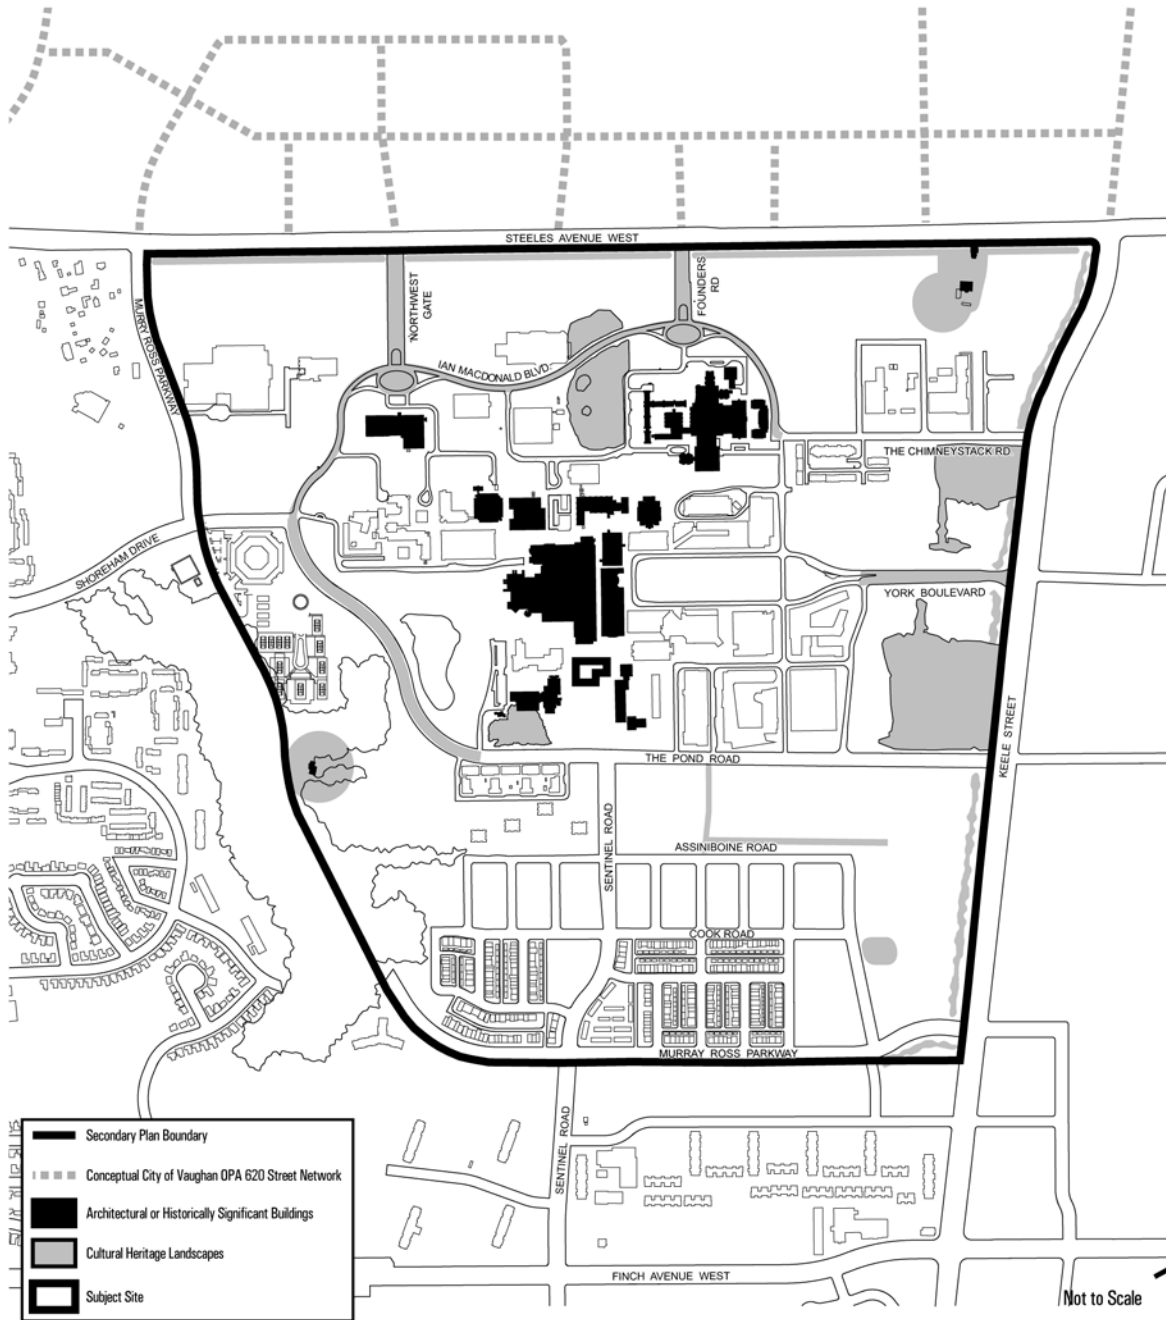 STEELES AVENUE WEST
MURRY ROSS PARKWAY
NORTHWEST
GATE
FOUNDERS
RD
IAN MACDONALD BLVD.
THE CHIMNEYSTACK RD.
SHOREHAM DRIVE
YORK BOULEVARD
KEELE STREET
THE POND ROAD
SENTINEL ROAD
ASSINIBOINE ROAD
COOK ROAD
MURRAY ROSS PARKWAY
SENTINEL ROAD
FINCH AVENUE WEST
Secondary Plan Boundary
Conceptual City of Vaughan OPA 620 Street Network
Architectural or Historically Significant Buildings
Cultural Heritage Landscapes
Subject Site
Not to Scale